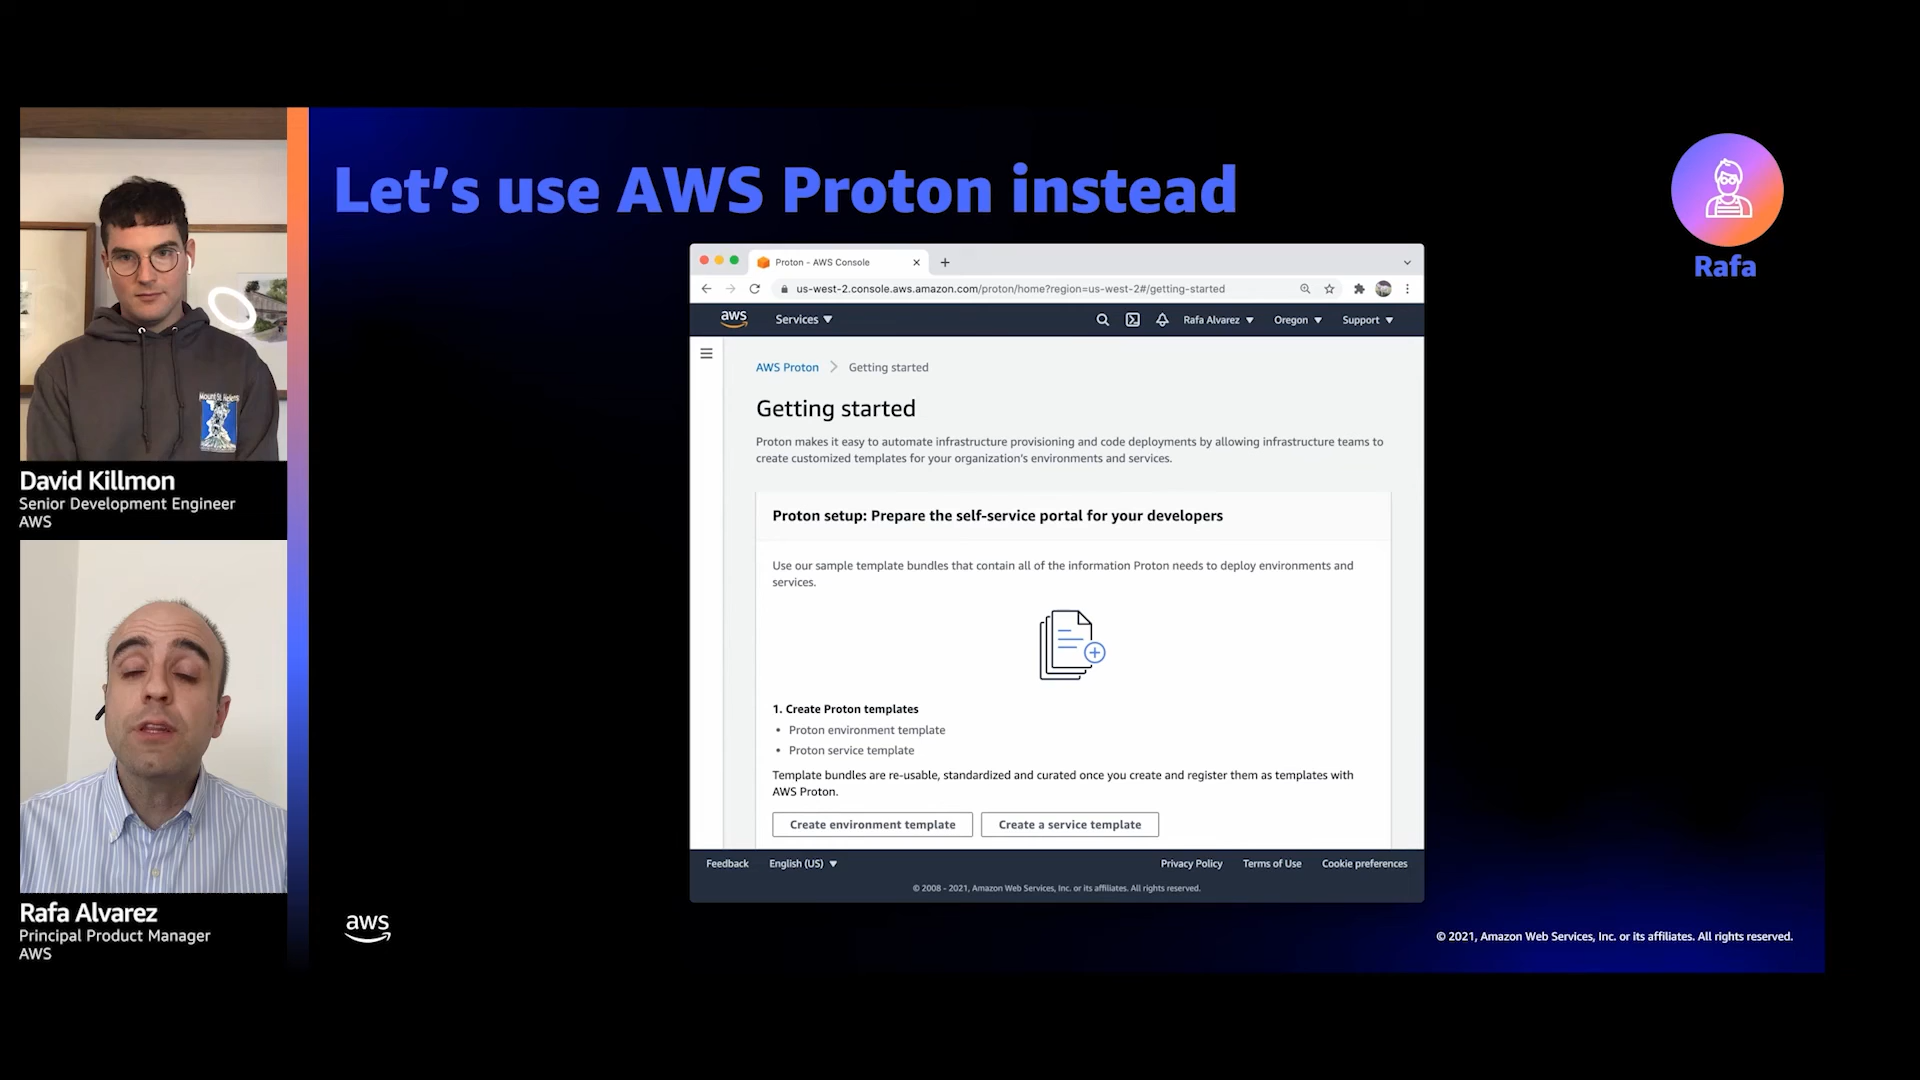 Let’s use AWS Proton instead
Rafa
Mount St. Helens
David Killmon
Senior Development Engineer
AWS
Rafa Alvarez
Principal Product Manager
AWS
Proton - AWS Console
us-west-2.console.aws.amazon.com/proton/home?region=us-west-2#/getting-started
aws
Services
Rafa Alvarez
Oregon
Support
AWS Proton
Getting started
Getting started
Proton makes it easy to automate infrastructure provisioning and code deployments by allowing infrastructure teams to
create customized templates for your organization's environments and services.
Proton setup: Prepare the self-service portal for your developers
Use our sample template bundles that contain all of the information Proton needs to deploy environments and
services.
1. Create Proton templates
• Proton environment template
• Proton service template
Template bundles are re-usable, standardized and curated once you create and register them as templates with
AWS Proton.
Create environment template
Create a service template
Feedback
English (US)
Privacy Policy
Terms of Use
Cookie preferences
© 2008 - 2021, Amazon Web Services, Inc. or its affiliates. All rights reserved.
aws
© 2021, Amazon Web Services, Inc. or its affiliates. All rights reserved.